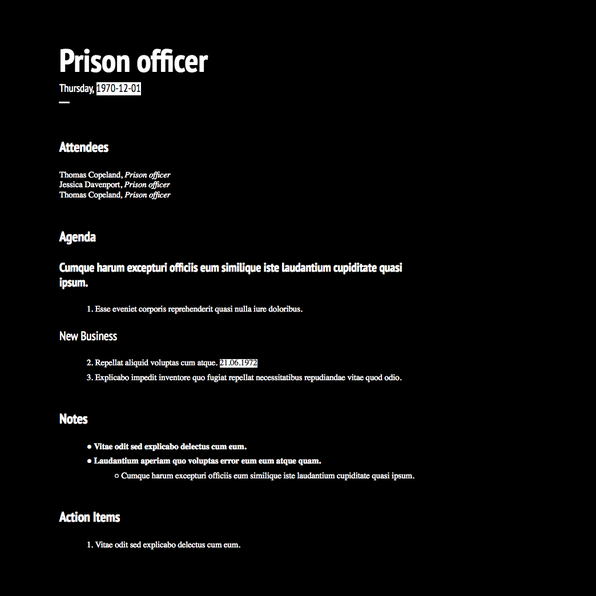 Prison officer
Thursday, 1970-12-01
Attendees
Thomas Copeland, Prison officer
Jessica Davenport, Prison officer
Thomas Copeland, Prison officer
Agenda
Cumque harum excepturi officiis eum similique iste laudantium cupiditate quasi
ipsum.
1. Esse eveniet corporis reprehenderit quasi nulla iure doloribus.
New Business
2. Repellat aliquid voluptas cum atque. 21.06.1972
3. Explicabo impedit inventore quo fugiat repellat necessitatibus repudiandae vitae quod odio.
Notes
● Vitae odit sed explicabo delectus cum eum.
● Laudantium aperiam quo voluptas error eum eum atque quam.
○ Cumque harum excepturi officiis eum similique iste laudantium cupiditate quasi ipsum.
Action Items
1. Vitae odit sed explicabo delectus cum eum.